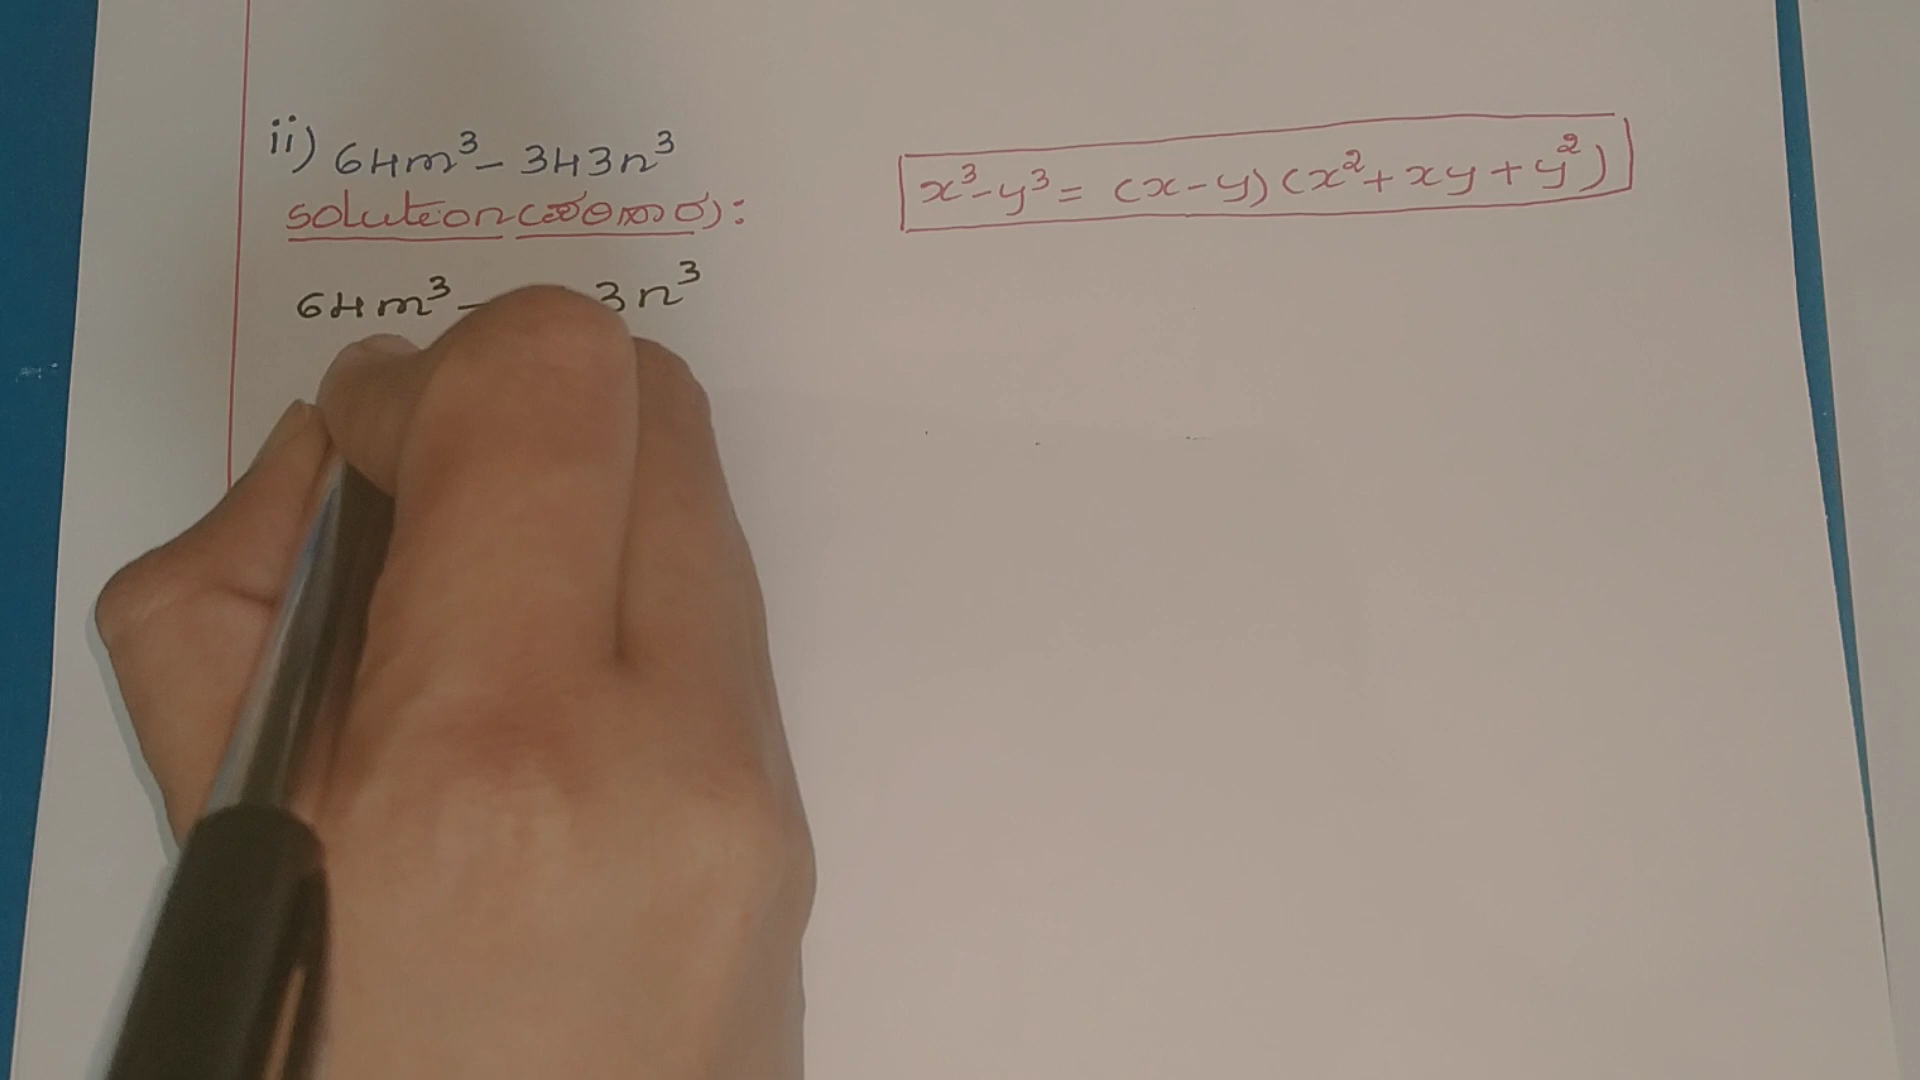 ii) 64m³ - 343n³
solution (ಪರಿಹಾರ):
x³-y³ = (x-y)(x²+xy+y²)
64m³ - 3n³